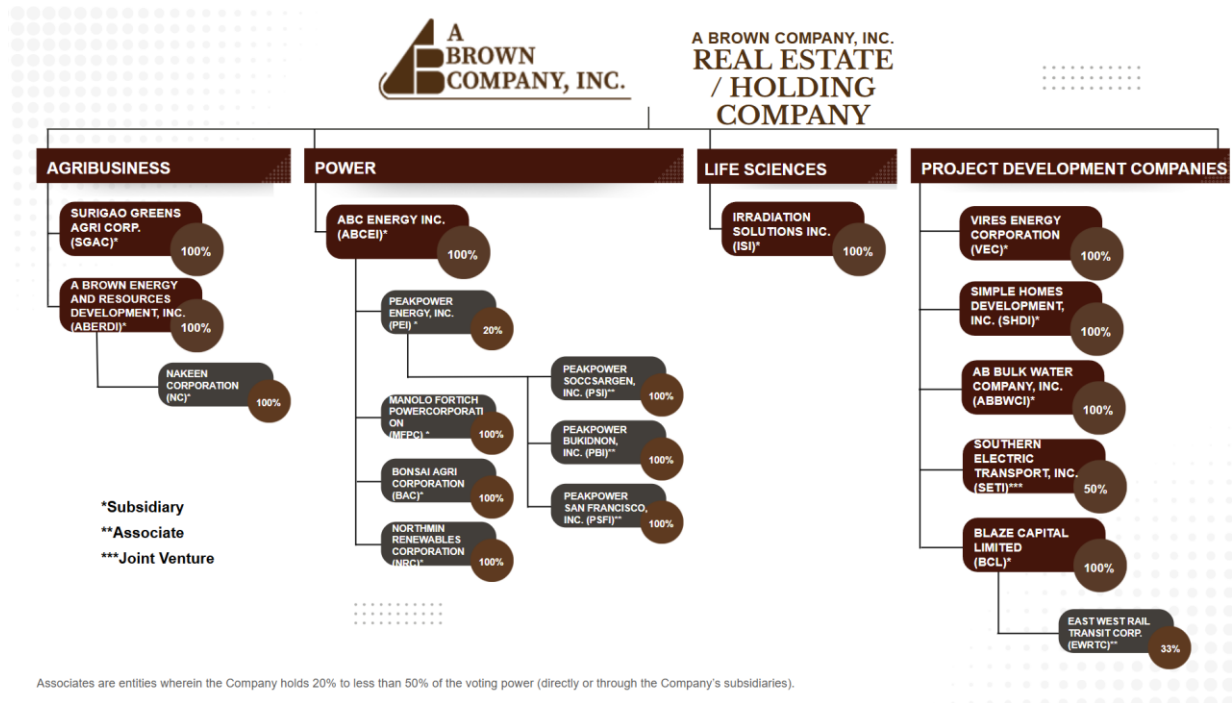 A
BROWN
COMPANY, INC.
A BROWN COMPANY, INC.
REAL ESTATE
/ HOLDING
COMPANY
AGRIBUSINESS
SURIGAO GREENS
AGRI CORP.
(SGAC)*
100%
A BROWN ENERGY
AND RESOURCES
DEVELOPMENT, INC.
(ABERDI)*
100%
NAKEEN
CORPORATION
(NC)*
100%
POWER
ABC ENERGY INC.
(ABCEI)*
100%
PEAKPOWER
ENERGY, INC.
(PEI) *
20%
PEAKPOWER
SOCCSARGEN,
INC. (PSI)**
100%
PEAKPOWER
BUKIDNON,
INC. (PBI)**
100%
PEAKPOWER
SAN FRANCISCO,
INC. (PSFI)**
100%
MANOLO FORTICH
POWERCORPORATI
ON
(MFPC) *
100%
BONSAI AGRI
CORPORATION
(BAC)*
100%
NORTHMIN
RENEWABLES
CORPORATION
(NRC)*
100%
LIFE SCIENCES
IRRADIATION
SOLUTIONS INC.
(ISI)*
100%
PROJECT DEVELOPMENT COMPANIES
VIRES ENERGY
CORPORATION
(VEC)*
100%
SIMPLE HOMES
DEVELOPMENT,
INC. (SHDI)*
100%
AB BULK WATER
COMPANY, INC.
(ABBWCI)*
100%
SOUTHERN
ELECTRIC
TRANSPORT, INC.
(SETI)***
50%
BLAZE CAPITAL
LIMITED
(BCL)*
100%
EAST WEST RAIL
TRANSIT CORP.
(EWRTC)**
33%
*Subsidiary
**Associate
***Joint Venture
Associates are entities wherein the Company holds 20% to less than 50% of the voting power (directly or through the Company's subsidiaries).